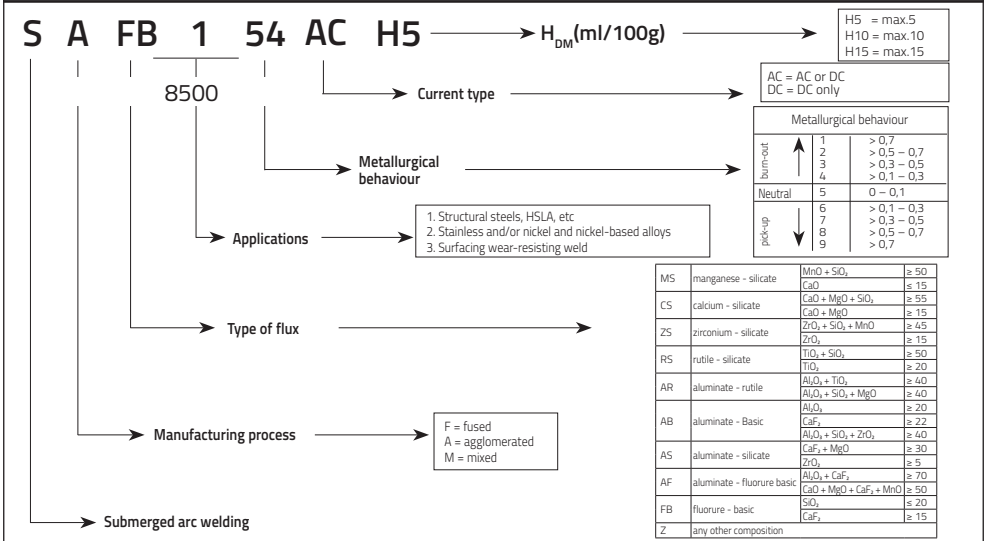 S A FB 1 54 AC H5 H_DM(ml/100g)
H5 = max.5
H10 = max.10
H15 = max.15
8500
Current type
AC = AC or DC
DC = DC only
Metallurgical behaviour
Metallurgical behaviour
burn-out
1 > 0,7
2 > 0,5 – 0,7
3 > 0,3 – 0,5
4 > 0,1 – 0,3
Neutral 5 0 – 0,1
pick-up
6 > 0,1 – 0,3
7 > 0,3 – 0,5
8 > 0,5 – 0,7
9 > 0,7
Applications
1. Structural steels, HSLA, etc
2. Stainless and/or nickel and nickel-based alloys
3. Surfacing wear-resisting weld
Type of flux
MS manganese - silicate MnO + SiO₂ ≥ 50
CaO ≤ 15
CS calcium - silicate CaO + MgO + SiO₂ ≥ 55
CaO + MgO ≥ 15
ZS zirconium - silicate ZrO₂ + SiO₂ + MnO ≥ 45
ZrO₂ ≥ 15
RS rutile - silicate TiO₂ + SiO₂ ≥ 50
TiO₂ ≥ 20
AR aluminate - rutile Al₂O₃ + TiO₂ ≥ 40
Al₂O₃ + SiO₂ + MgO ≥ 40
AB aluminate - Basic Al₂O₃ ≥ 20
CaF₂ ≥ 22
Al₂O₃ + SiO₂ + ZrO₂ ≥ 40
AS aluminate - silicate CaF₂ + MgO ≥ 30
ZrO₂ ≥ 5
AF aluminate - fluorure basic Al₂O₃ + CaF₂ ≥ 70
CaO + MgO + CaF₂ + MnO ≥ 50
FB fluorure - basic SiO₂ ≤ 20
CaF₂ ≥ 15
Z any other composition
Manufacturing process
F = fused
A = agglomerated
M = mixed
Submerged arc welding